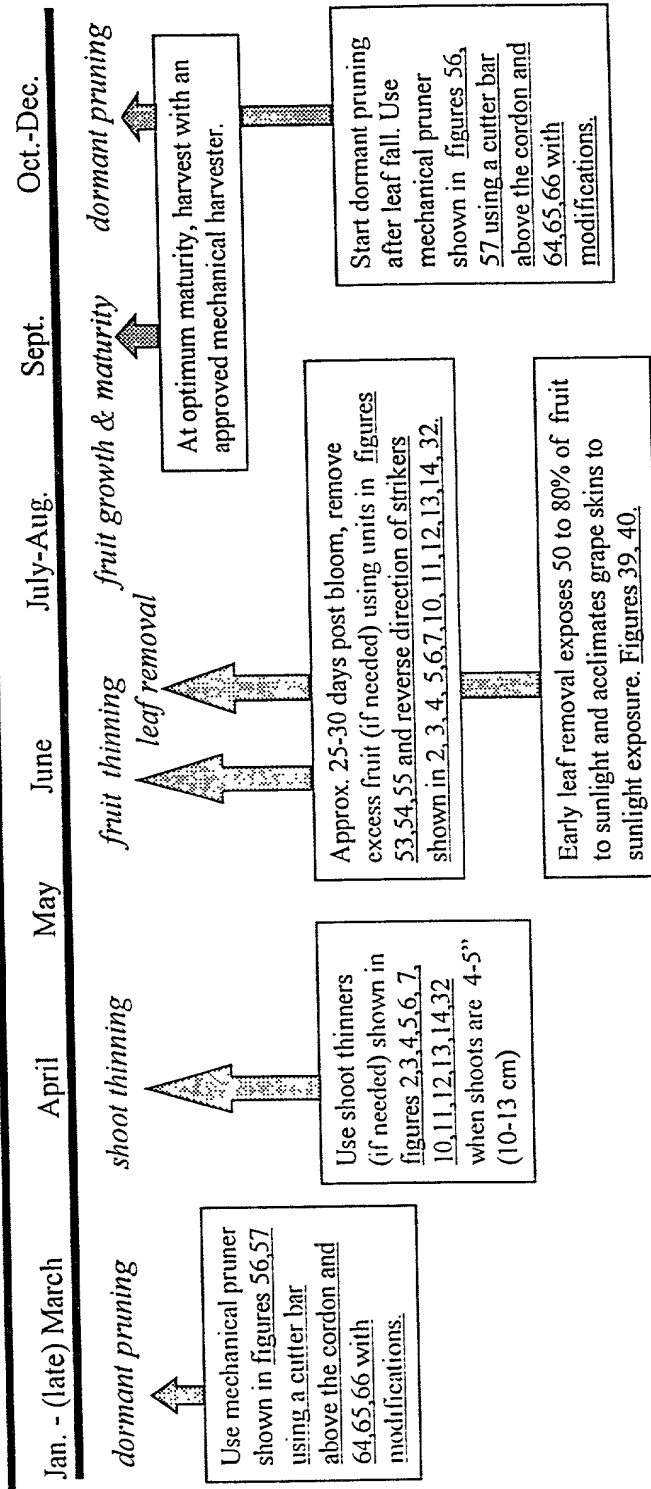 Jan. - (late) March
April
May
June
July-Aug.
Sept.
Oct.-Dec.
dormant pruning
shoot thinning
fruit thinning
leaf removal
fruit growth & maturity
dormant pruning
Use mechanical pruner
shown in figures 56,57
using a cutter bar
above the cordon and
64,65,66 with
modifications.
Use shoot thinners
(if needed) shown in
figures 2,3,4,5,6, 7,
10,11,12,13,14,32
when shoots are 4-5”
(10-13 cm)
Approx. 25-30 days post bloom, remove
excess fruit (if needed) using units in figures
53,54,55 and reverse direction of strikers
shown in 2, 3, 4, 5,6,7,10, 11,12,13,14, 32.
Early leaf removal exposes 50 to 80% of fruit
to sunlight and acclimates grape skins to
sunlight exposure. Figures 39, 40.
At optimum maturity, harvest with an
approved mechanical harvester.
Start dormant pruning
after leaf fall. Use
mechanical pruner
shown in figures 56,
57 using a cutter bar
above the cordon and
64,65,66 with
modifications.